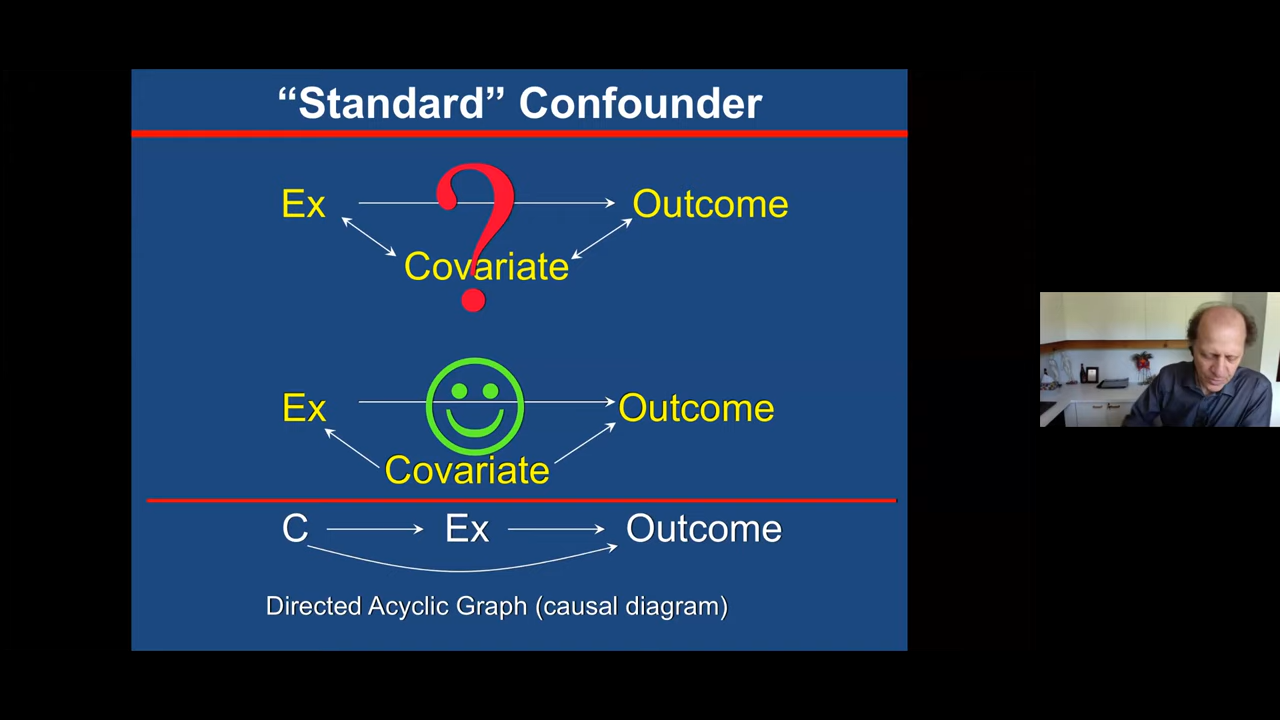 “Standard” Confounder
Ex Outcome
?
Covariate
Ex Outcome
Covariate
C Ex Outcome
Directed Acyclic Graph (causal diagram)